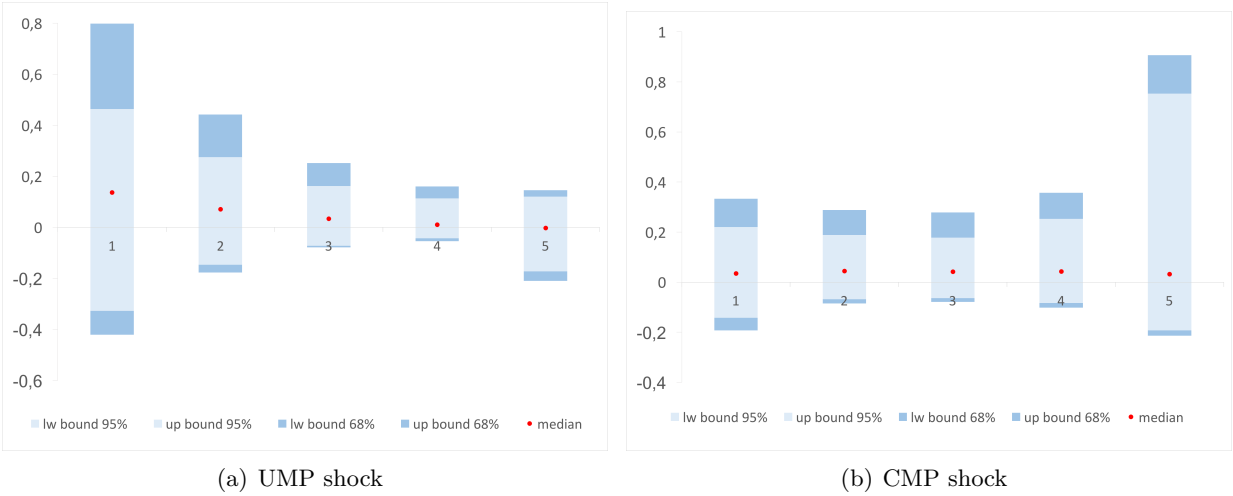 0,8
0,6
0,4
0,2
0
-0,2
-0,4
-0,6
1 2 3 4 5
lw bound 95% up bound 95% lw bound 68% up bound 68% median
(a) UMP shock
1
0,8
0,6
0,4
0,2
0
-0,2
-0,4
1 2 3 4 5
lw bound 95% up bound 95% lw bound 68% up bound 68% median
(b) CMP shock